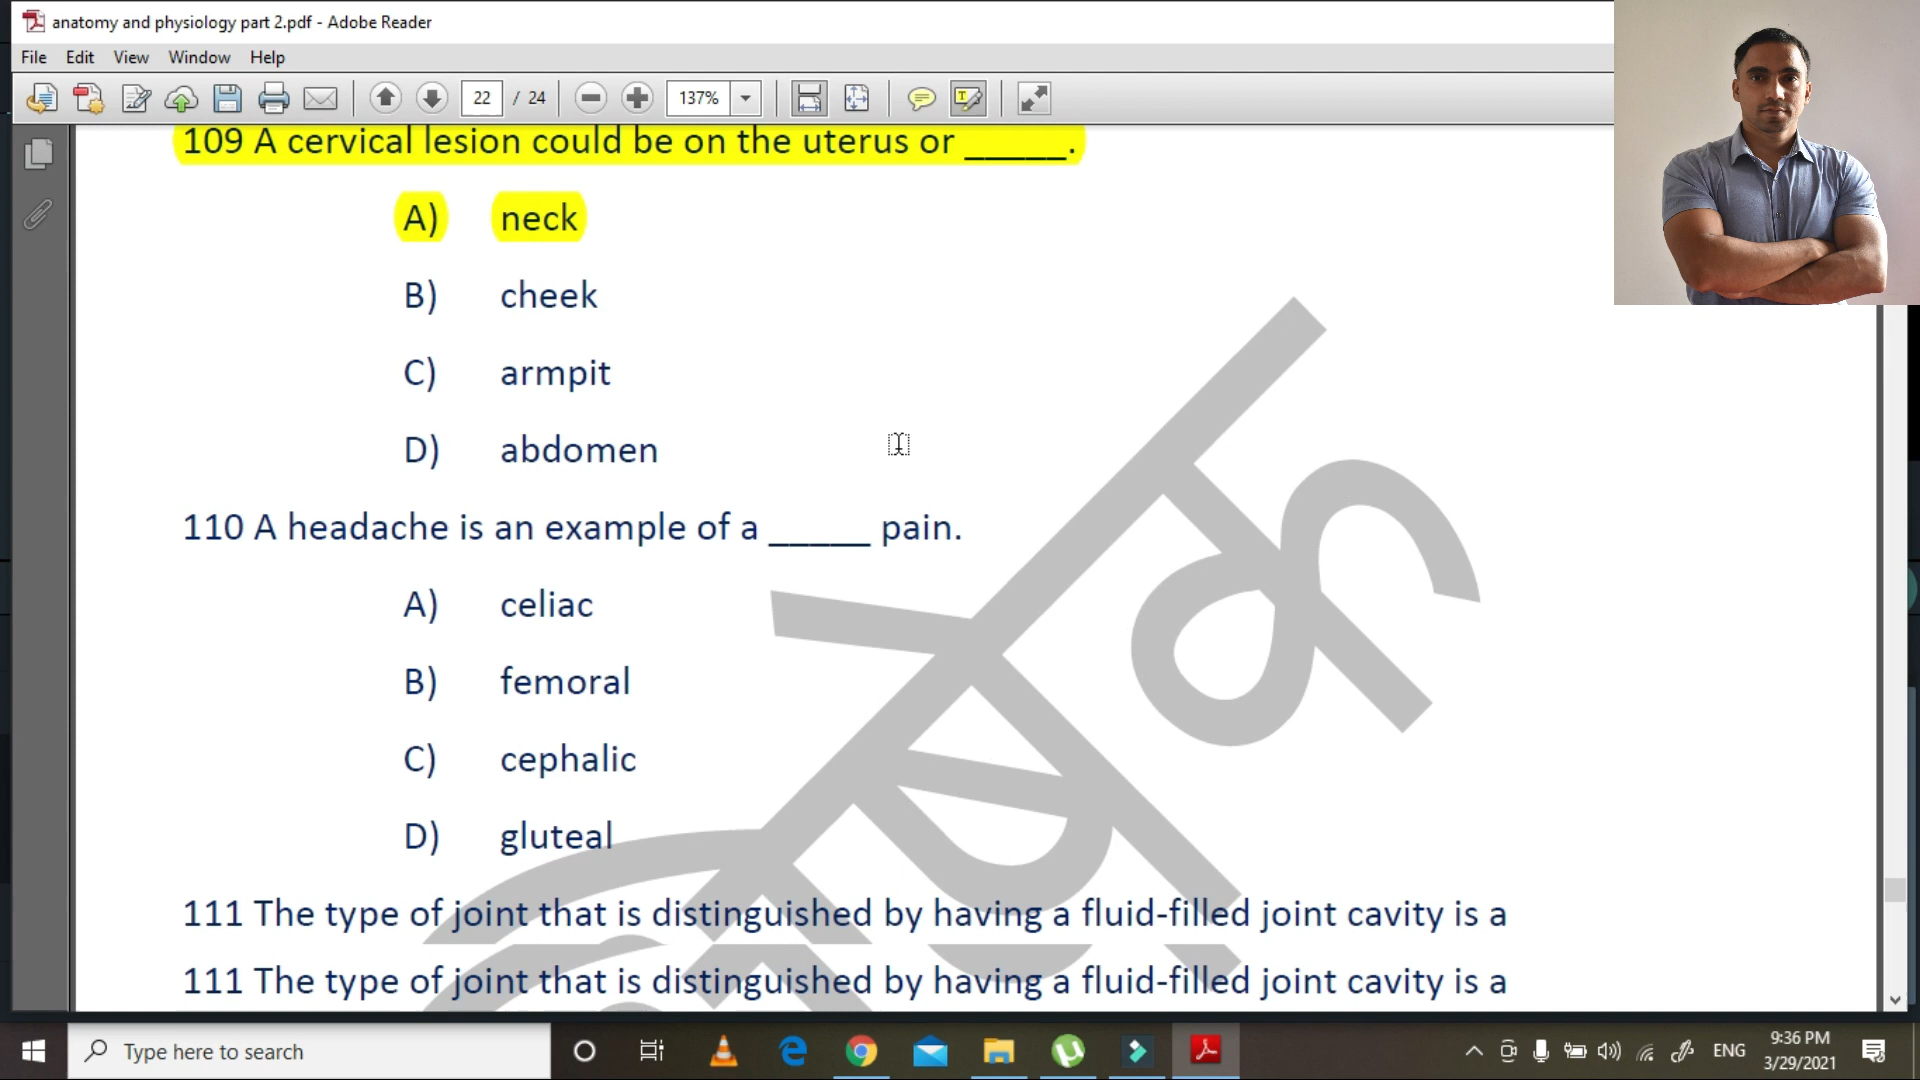 anatomy and physiology part 2.pdf - Adobe Reader
File Edit View Window Help
22 / 24 137%
109 A cervical lesion could be on the uterus or _____.
A) neck
B) cheek
C) armpit
D) abdomen
110 A headache is an example of a _____ pain.
A) celiac
B) femoral
C) cephalic
D) gluteal
111 The type of joint that is distinguished by having a fluid-filled joint cavity is a
111 The type of joint that is distinguished by having a fluid-filled joint cavity is a
Type here to search
ENG
9:36 PM
3/29/2021